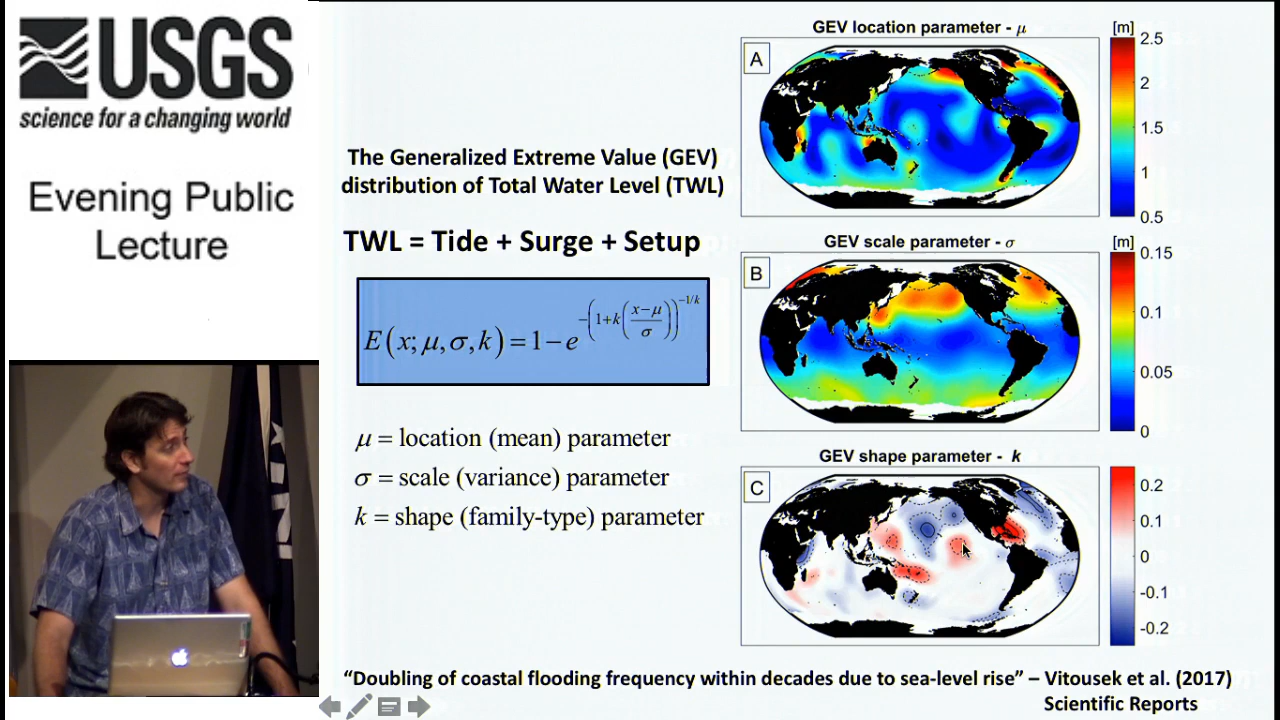 USGS
science for a changing world
Evening Public
Lecture
The Generalized Extreme Value (GEV)
distribution of Total Water Level (TWL)
TWL = Tide + Surge + Setup
E(x; μ, σ, k) = 1 − e^{−(1+k((x−μ)/σ))^{−1/k}}
μ = location (mean) parameter
σ = scale (variance) parameter
k = shape (family-type) parameter
GEV location parameter - μ
[m]
A
2.5
2
1.5
1
0.5
GEV scale parameter - σ
[m]
B
0.15
0.1
0.05
0
GEV shape parameter - k
C
0.2
0.1
0
-0.1
-0.2
“Doubling of coastal flooding frequency within decades due to sea-level rise” – Vitousek et al. (2017)
Scientific Reports